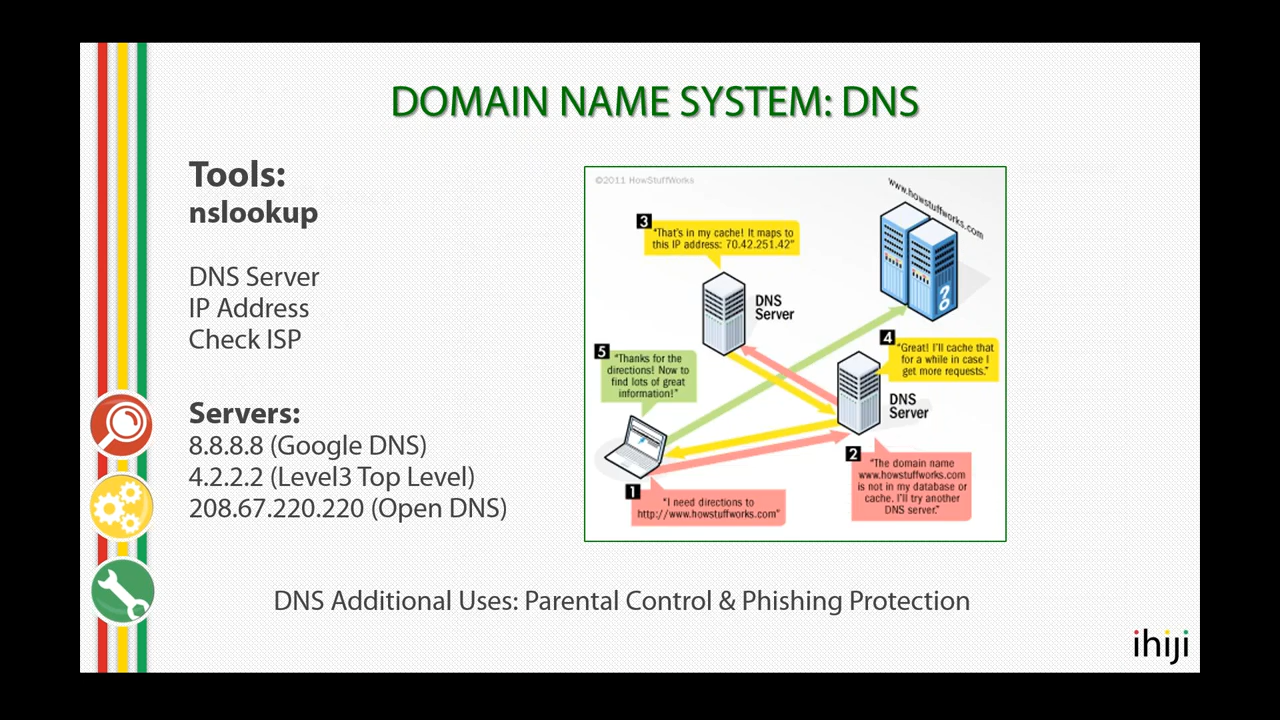 DOMAIN NAME SYSTEM: DNS
Tools:
nslookup
DNS Server
IP Address
Check ISP
Servers:
8.8.8.8 (Google DNS)
4.2.2.2 (Level3 Top Level)
208.67.220.220 (Open DNS)
©2011 HowStuffWorks
www.howstuffworks.com
3
"That's in my cache! It maps to
this IP address: 70.42.251.42"
DNS
Server
?
4
"Great! I'll cache that
for a while in case I
get more requests."
5
"Thanks for the
directions! Now to
find lots of great
information!"
DNS
Server
2
"The domain name
www.howstuffworks.com
is not in my database or
cache. I'll try another
DNS server."
1
"I need directions to
http://www.howstuffworks.com"
DNS Additional Uses: Parental Control & Phishing Protection
ihiji